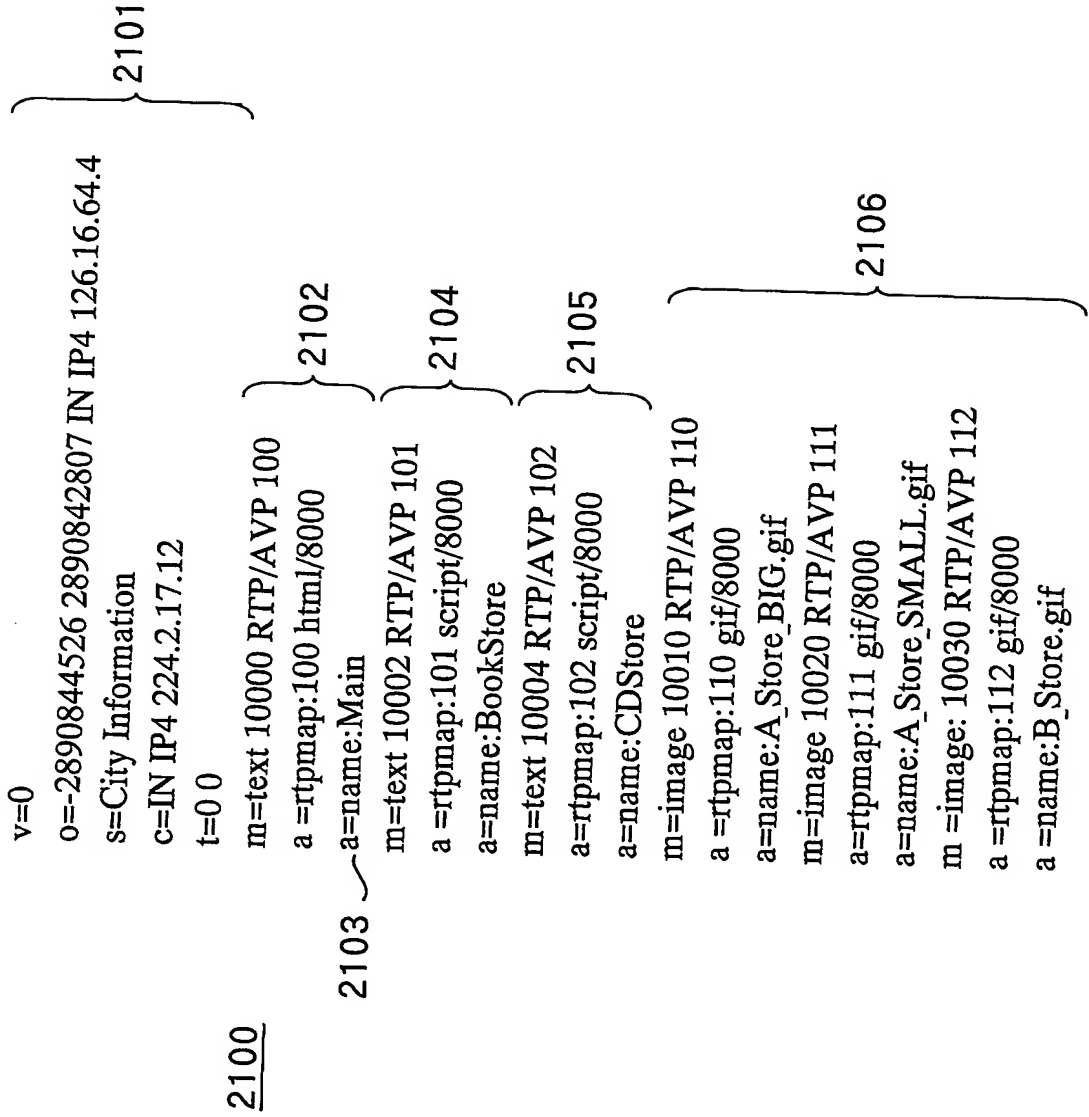 2100
v=0
o=-2890844526 2890842807 IN IP4 126.16.64.4
s=City Information
c=IN IP4 224.2.17.12
t=0 0
2101
m=text 10000 RTP/AVP 100
a =rtpmap:100 html/8000
2103 a=name:Main
2102
m=text 10002 RTP/AVP 101
a =rtpmap:101 script/8000
a=name:BookStore
2104
m=text 10004 RTP/AVP 102
a=rtpmap:102 script/8000
a=name:CDStore
2105
m=image 10010 RTP/AVP 110
a =rtpmap:110 gif/8000
a=name:A_Store_BIG.gif
m=image 10020 RTP/AVP 111
a=rtpmap:111 gif/8000
a=name:A_Store_SMALL.gif
m =image: 10030 RTP/AVP 112
a =rtpmap:112 gif/8000
a =name:B_Store.gif
2106